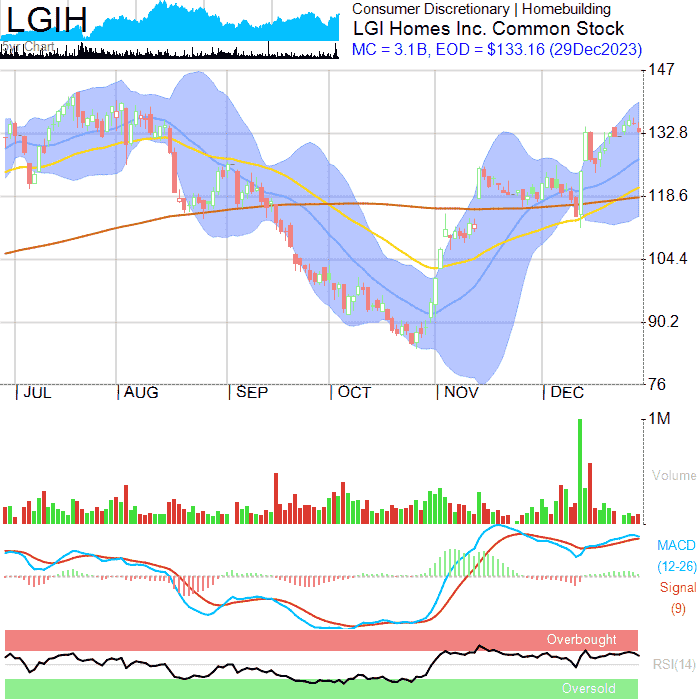 LGIH
5yr Chart
Consumer Discretionary | Homebuilding
LGI Homes Inc. Common Stock
MC = 3.1B, EOD = $133.16 (29Dec2023)
147
132.8
118.6
104.4
90.2
76
JUL AUG SEP OCT NOV DEC
1M
Volume
MACD
(12-26)
Signal
(9)
Overbought
RSI(14)
Oversold